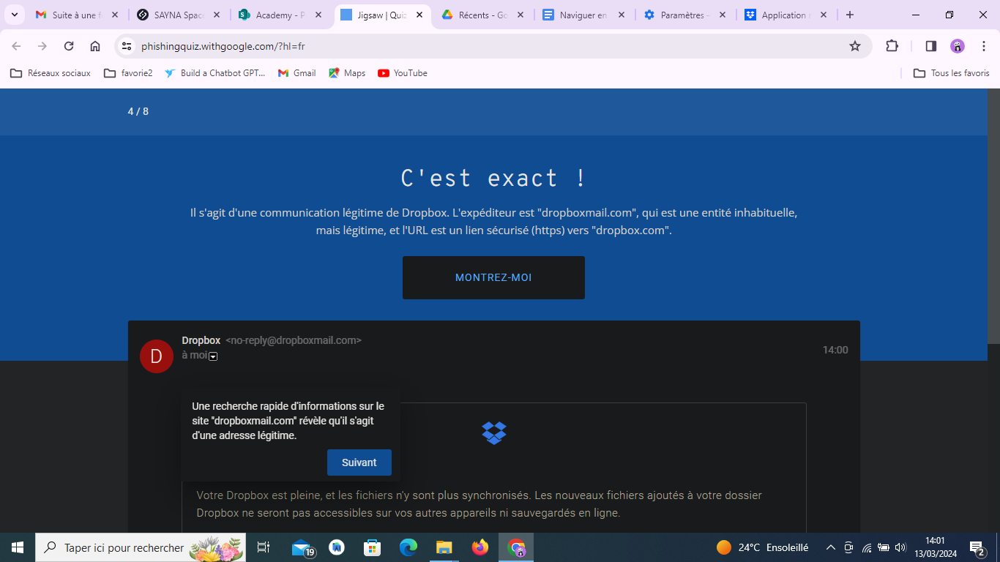 Suite à une fa
SAYNA Spac
Academy - P
Jigsaw | Quiz
Récents - Go
Naviguer en
Paramètres -
Application
phishingquiz.withgoogle.com/?hl=fr
Réseaux sociaux
favorie2
Build a Chatbot GPT...
Gmail
Maps
YouTube
Tous les favoris
4 / 8
C'est exact !
Il s'agit d'une communication légitime de Dropbox. L'expéditeur est "dropboxmail.com", qui est une entité inhabituelle,
mais légitime, et l'URL est un lien sécurisé (https) vers "dropbox.com".
MONTREZ-MOI
D
Dropbox <no-reply@dropboxmail.com>
à moi
14:00
Une recherche rapide d'informations sur le
site "dropboxmail.com" révèle qu'il s'agit
d'une adresse légitime.
Suivant
Votre Dropbox est pleine, et les fichiers n'y sont plus synchronisés. Les nouveaux fichiers ajoutés à votre dossier
Dropbox ne seront pas accessibles sur vos autres appareils ni sauvegardés en ligne.
Taper ici pour rechercher
19
24°C Ensoleillé
14:01
13/03/2024
2